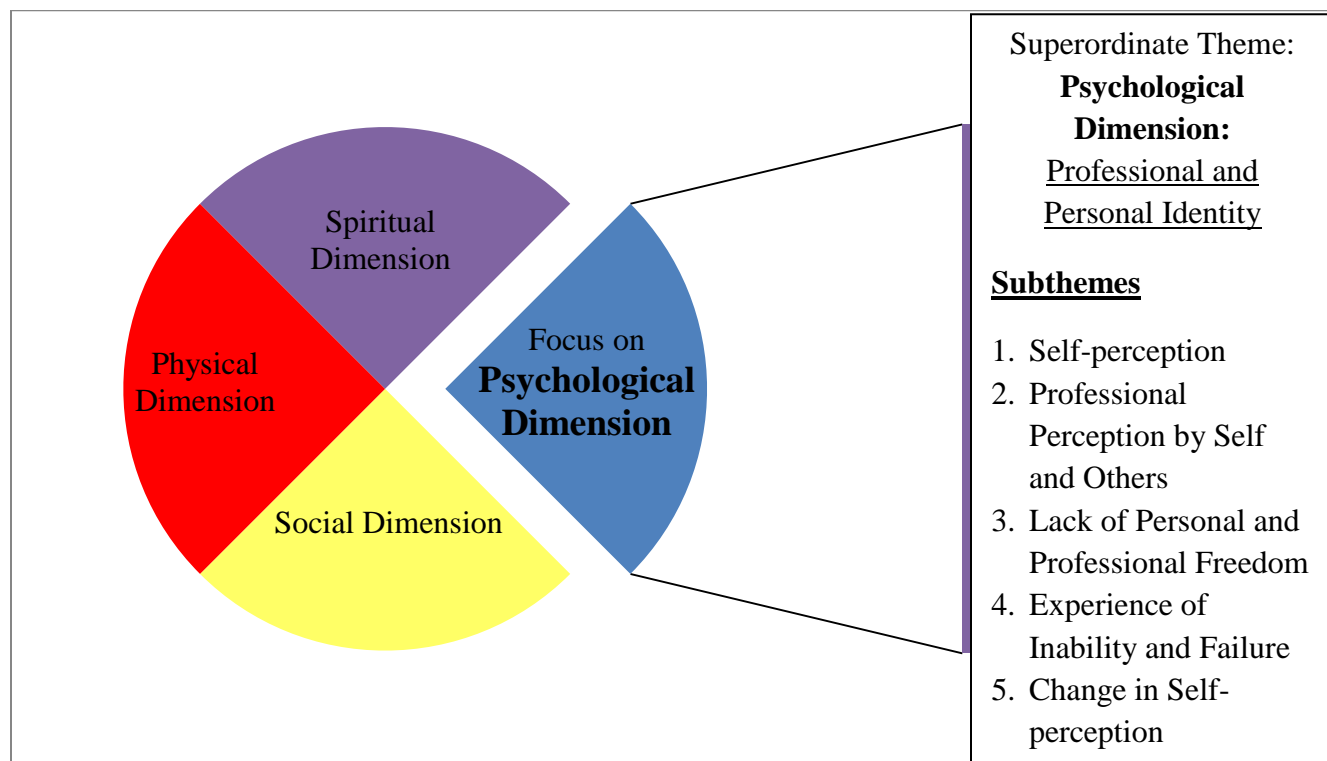 Spiritual
Dimension
Physical
Dimension
Social Dimension
Focus on
Psychological
Dimension
Superordinate Theme:
Psychological
Dimension:
Professional and
Personal Identity
Subthemes
1. Self-perception
2. Professional
Perception by Self
and Others
3. Lack of Personal and
Professional Freedom
4. Experience of
Inability and Failure
5. Change in Self-
perception